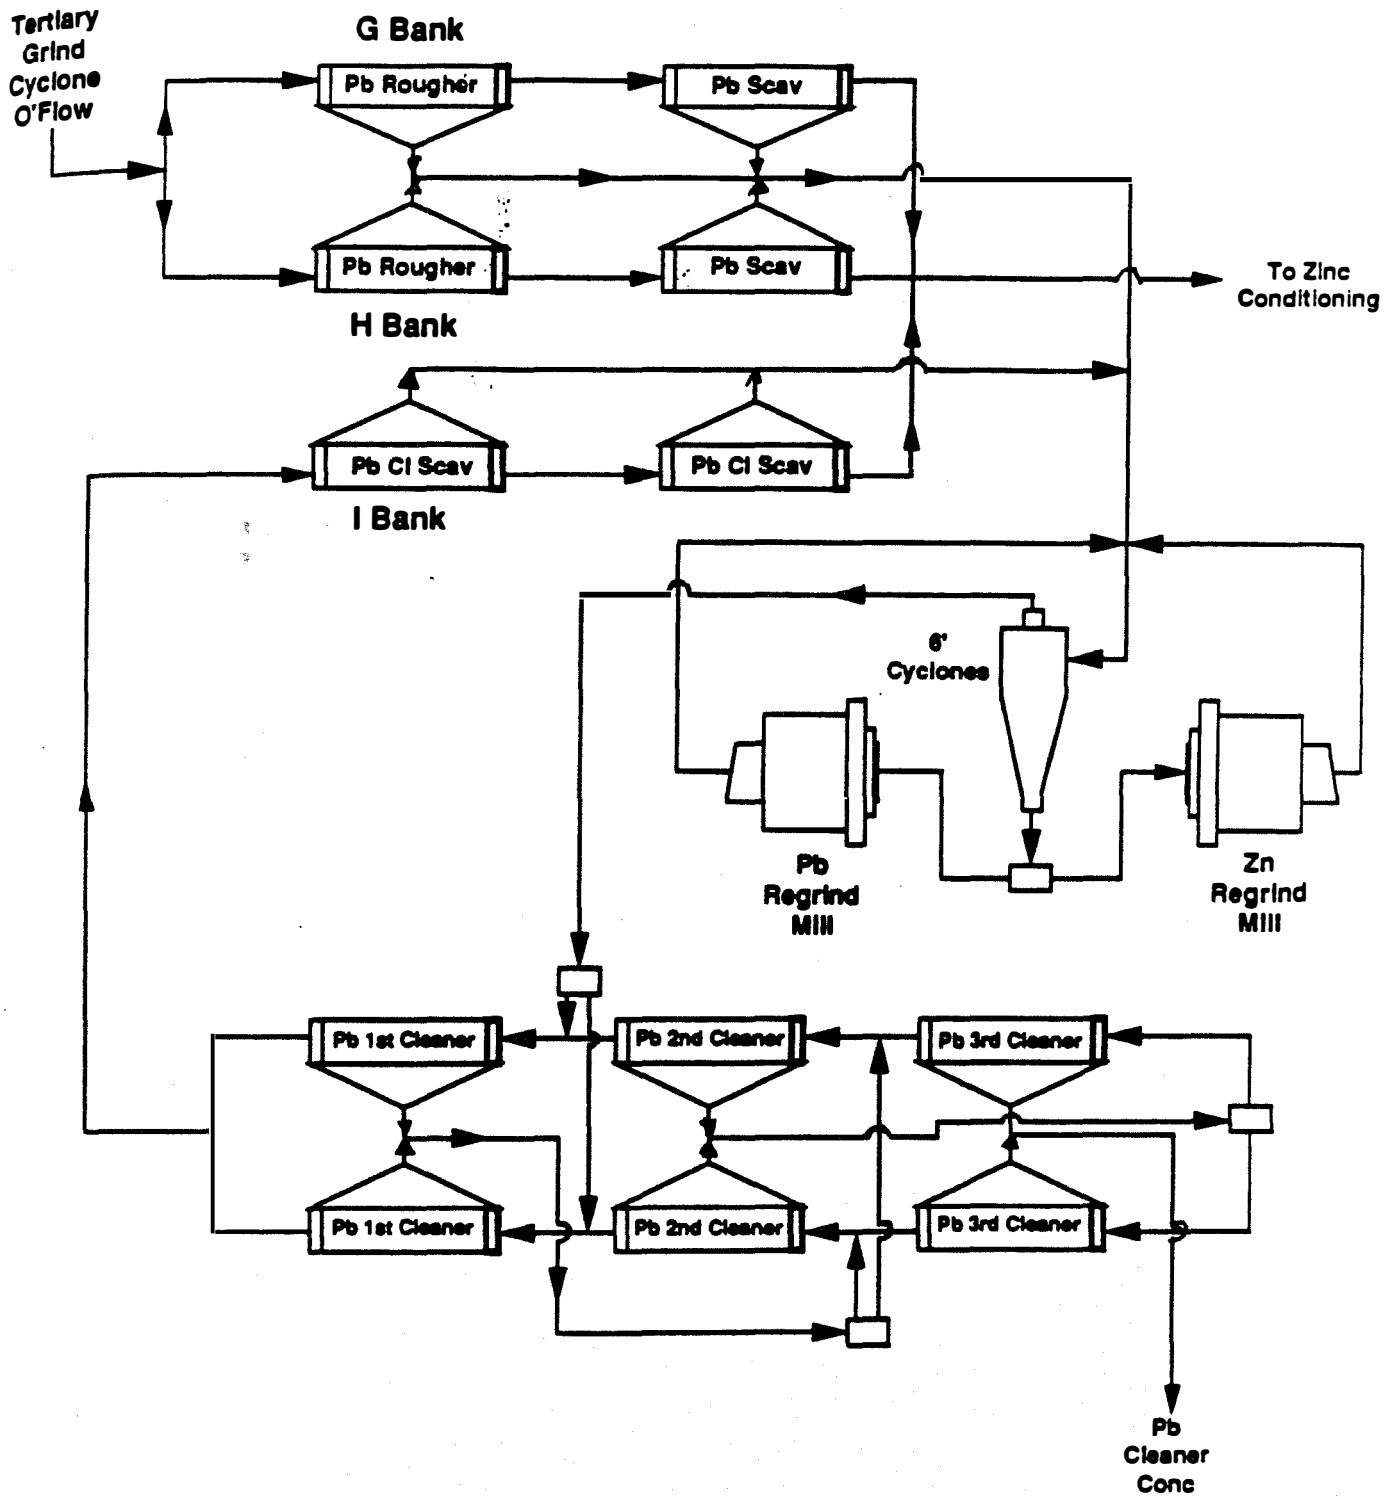 Tertiary
Grind
Cyclone
O'Flow
G Bank
Pb Rougher
Pb Scav
Pb Rougher
Pb Scav
To Zinc
Conditioning
H Bank
Pb Cl Scav
Pb Cl Scav
I Bank
6'
Cyclones
Pb
Regrind
Mill
Zn
Regrind
Mill
Pb 1st Cleaner
Pb 2nd Cleaner
Pb 3rd Cleaner
Pb 1st Cleaner
Pb 2nd Cleaner
Pb 3rd Cleaner
Pb
Cleaner
Conc